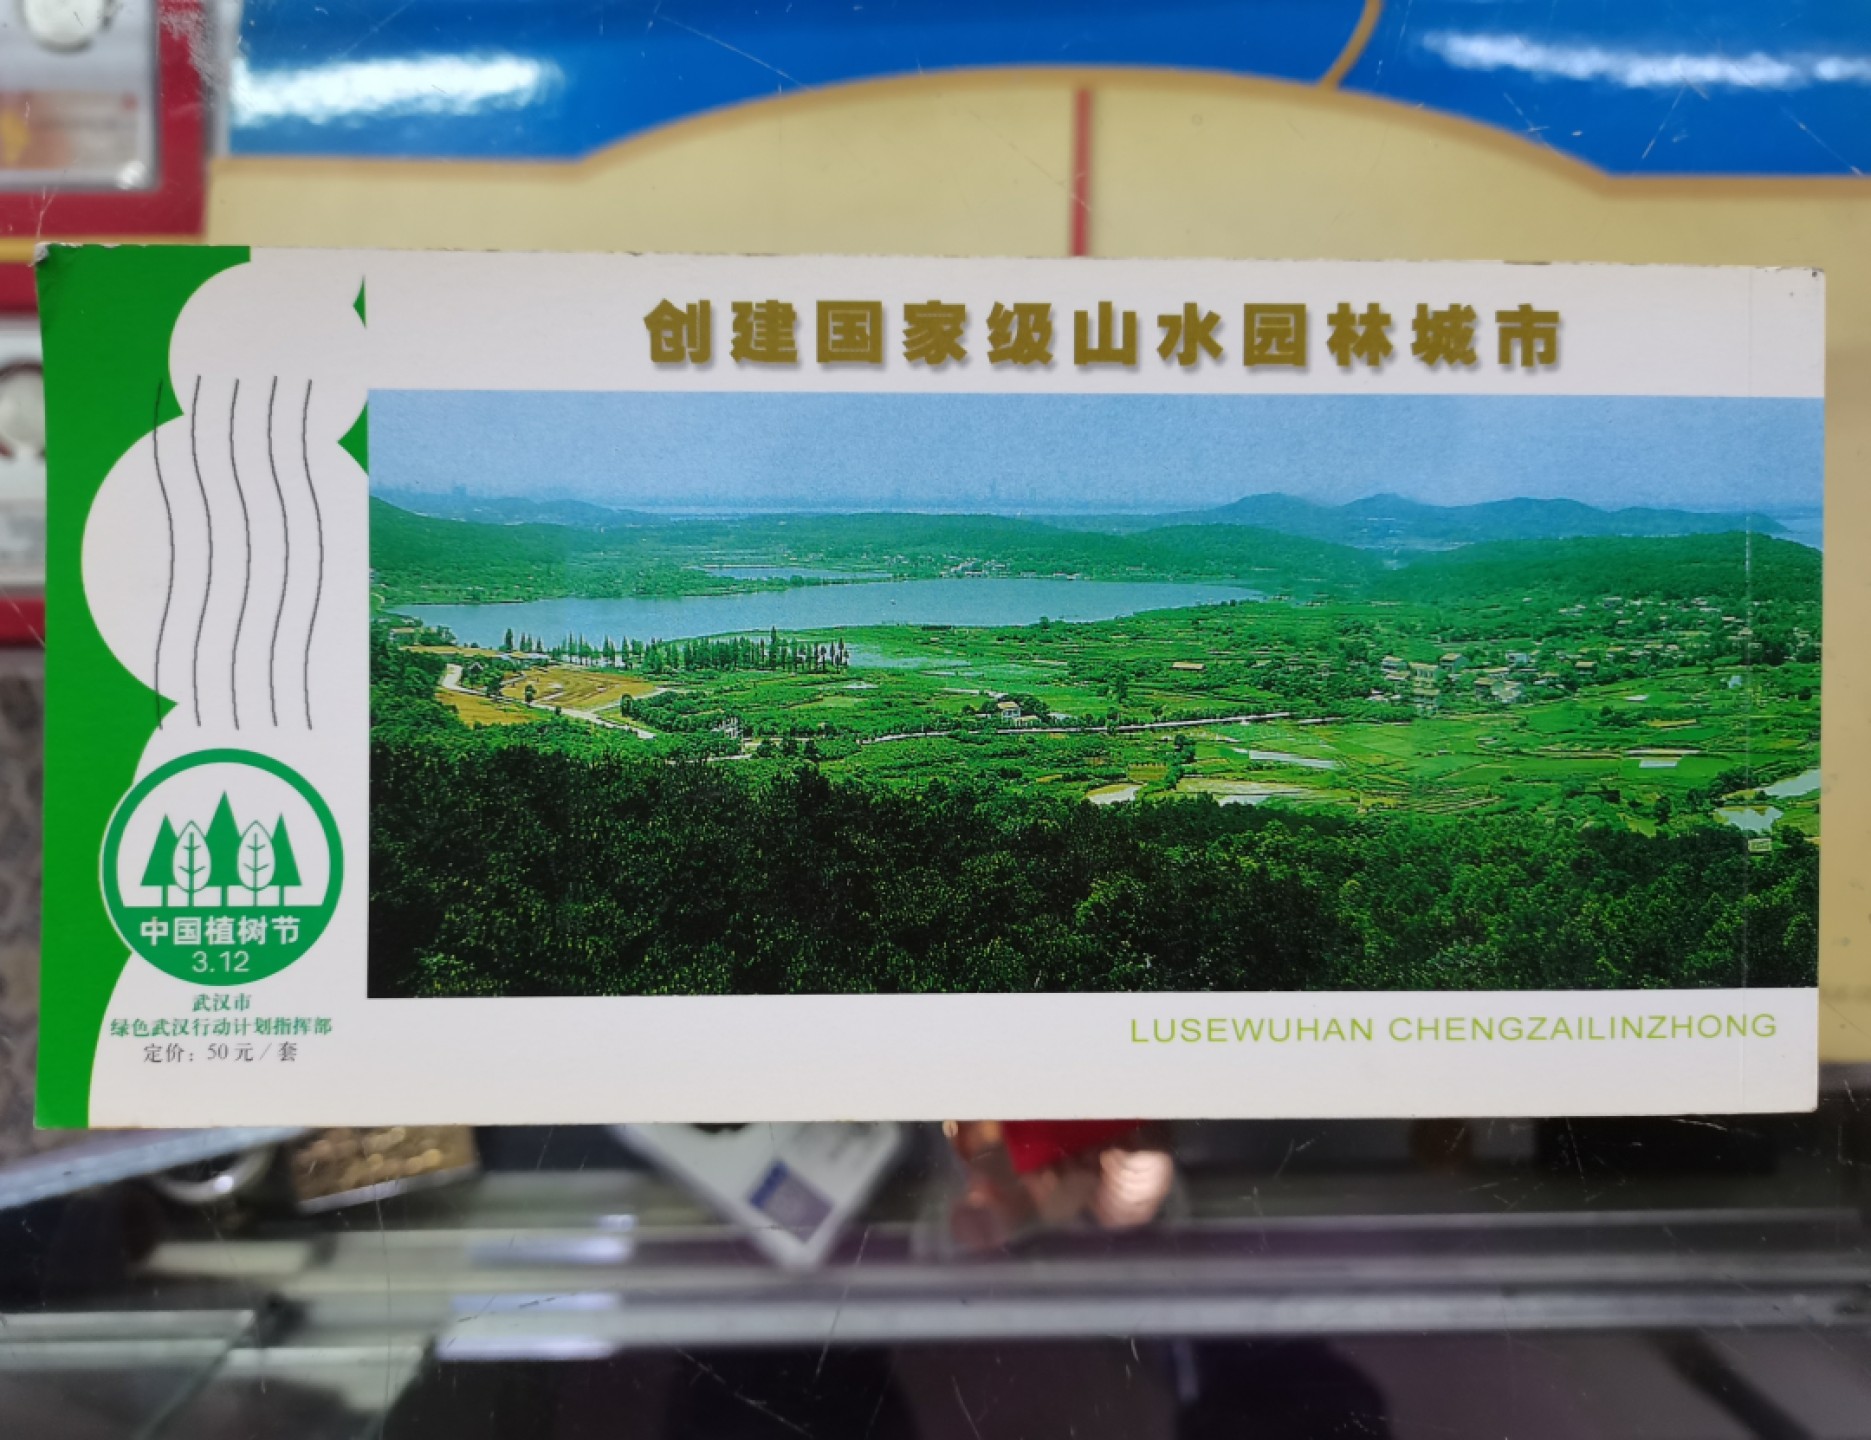 创建国家级山水园林城市
中国植树节
3.12
武汉市
绿色武汉行动计划指挥部
定价：50元/套
LUSEWUHAN CHENGZAILINZHONG